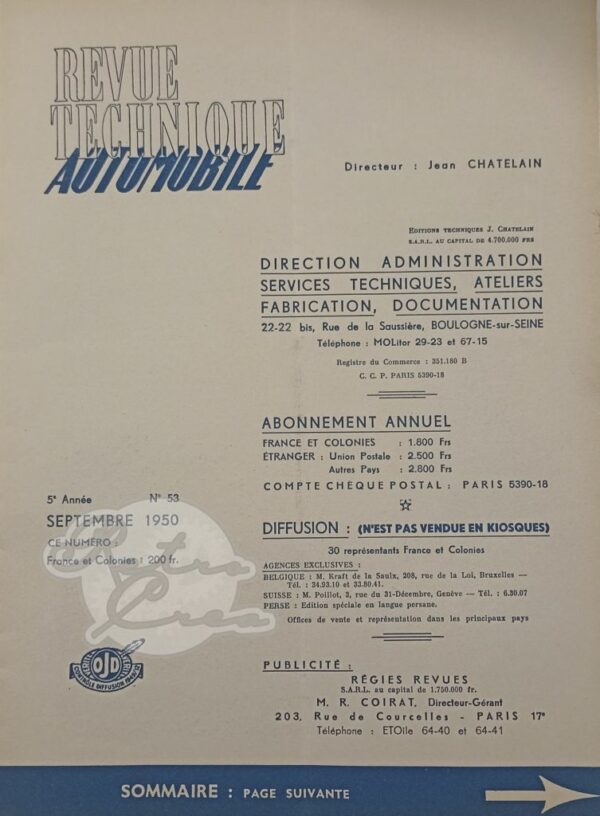 REVUE
TECHNIQUE
AUTOMOBILE
Directeur : Jean CHATELAIN
EDITIONS TECHNIQUES J. CHATELAIN
S.A.R.L. AU CAPITAL DE 4.700.000 FRS
DIRECTION ADMINISTRATION
SERVICES TECHNIQUES, ATELIERS
FABRICATION, DOCUMENTATION
22-22 bis, Rue de la Saussière, BOULOGNE-sur-SEINE
Téléphone : MOLitor 29-23 et 67-15
Registre du Commerce : 351.180 B
C. C. P. PARIS 5390-18
ABONNEMENT ANNUEL
FRANCE ET COLONIES : 1.800 Frs
ÉTRANGER : Union Postale : 2.500 Frs
Autres Pays : 2.800 Frs
COMPTE CHÈQUE POSTAL : PARIS 5390-18
5e Année N° 53
SEPTEMBRE 1950
CE NUMÉRO :
France et Colonies : 200 fr.
Retro
Crea
DIFFUSION : (N'EST PAS VENDUE EN KIOSQUES)
30 représentants France et Colonies
AGENCES EXCLUSIVES :
BELGIQUE : M. Kraft de la Saulx, 208, rue de la Loi, Bruxelles —
Tél. : 34.93.10 et 33.80.41.
SUISSE : M. Poillot, 3, rue du 31-Décembre, Genève — Tél. : 6.30.07
PERSE : Edition spéciale en langue persane.
Offices de vente et représentation dans les principaux pays
OJD
CONTRÔLE DIFFUSION
PUBLICITÉ :
RÉGIES REVUES
S.A.R.L. au capital de 1.750.000 fr.
M. R. COIRAT, Directeur-Gérant
203, Rue de Courcelles - PARIS 17e
Téléphone : ETOile 64-40 et 64-41
SOMMAIRE : PAGE SUIVANTE